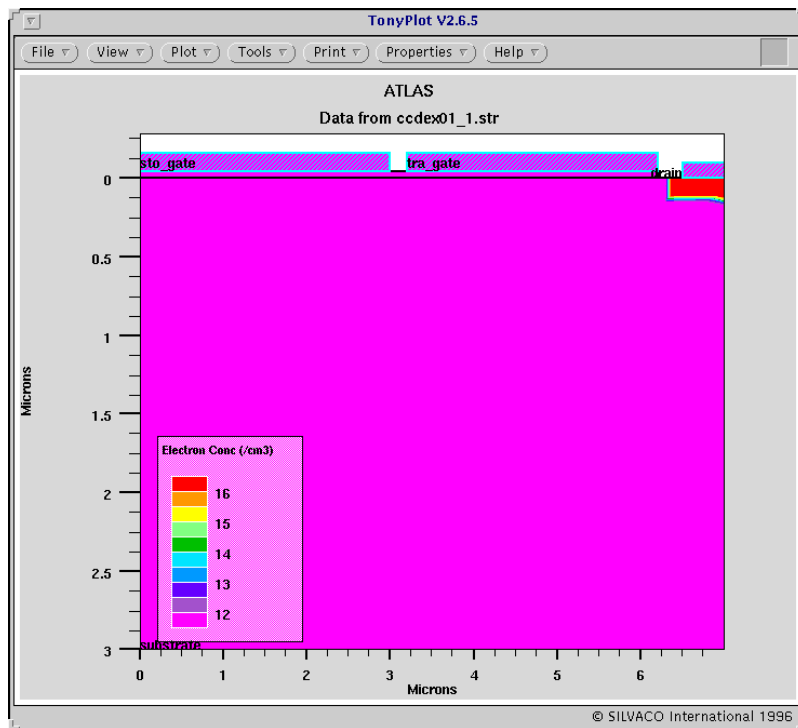 TonyPlot V2.6.5
File View Plot Tools Print Properties Help
ATLAS
Data from ccdex01_1.str
sto_gate tra_gate
drain
0
0.5
1
1.5
2
2.5
3
Microns
Electron Conc (/cm3)
16
15
14
13
12
substrate
0 1 2 3 4 5 6
Microns
© SILVACO International 1996